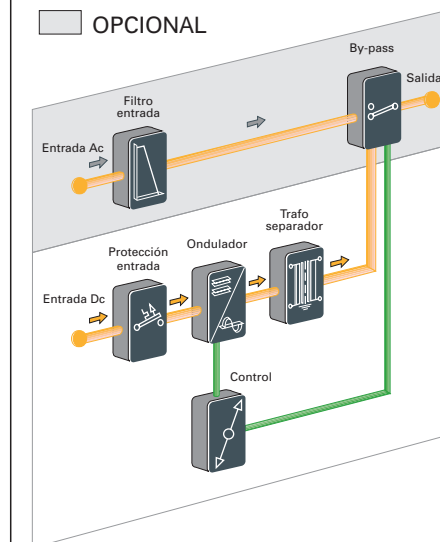 OPCIONAL
By-pass
Salida
Filtro
entrada
Entrada Ac
Trafo
separador
Ondulador
Protección
entrada
Entrada Dc
Control